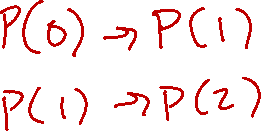 P(0) → P(1)
P(1) → P(2)